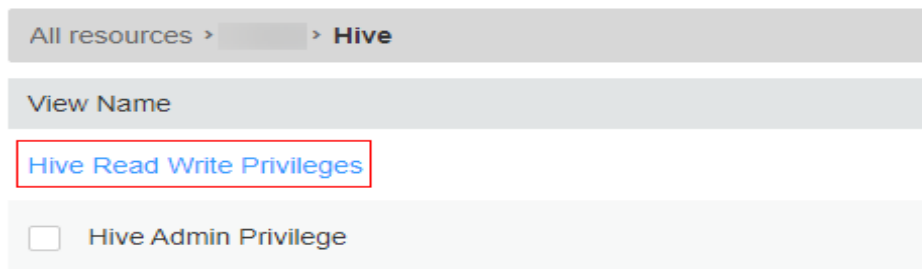 All resources > > Hive
View Name
Hive Read Write Privileges
Hive Admin Privilege